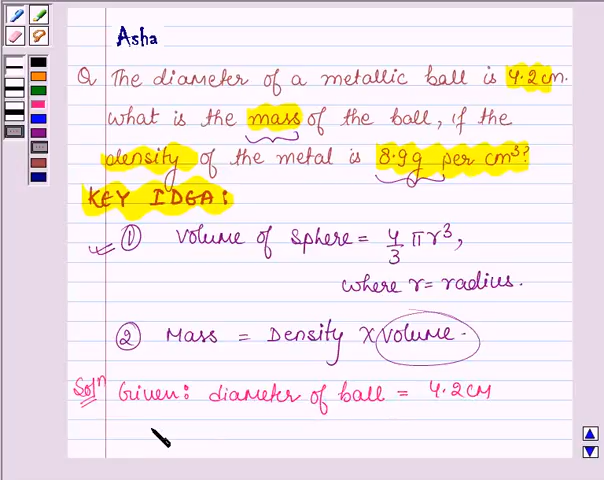 Asha
Q The diameter of a metallic ball is 4.2cm.
what is the mass of the ball, if the
density of the metal is 8.9g per cm³?
KEY IDEA:
① Volume of sphere = 4/3 πr³,
where r = radius.
② Mass = Density × Volume.
Solⁿ Given: diameter of ball = 4.2cm